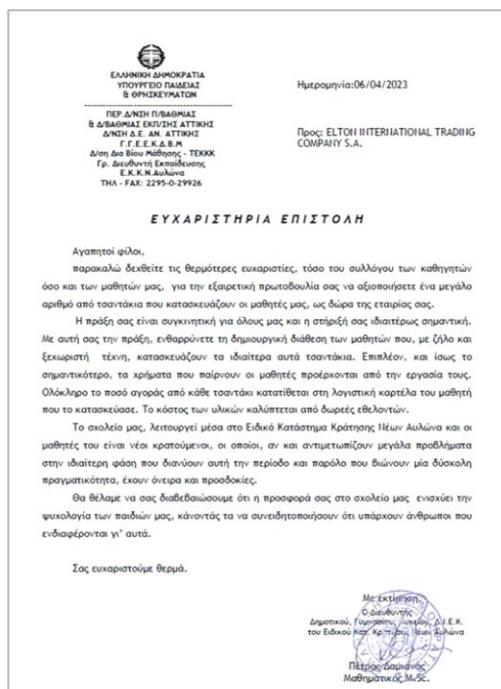 ΕΛΛΗΝΙΚΗ ΔΗΜΟΚΡΑΤΙΑ
ΥΠΟΥΡΓΕΙΟ ΠΑΙΔΕΙΑΣ
& ΘΡΗΣΚΕΥΜΑΤΩΝ
ΠΕΡ.Δ/ΝΣΗ Π/ΒΑΘΜΙΑΣ
& Δ/ΒΑΘΜΙΑΣ ΕΚΠ/ΣΗΣ ΑΤΤΙΚΗΣ
Δ/ΝΣΗ Δ.Ε. ΑΝ. ΑΤΤΙΚΗΣ
Γ.Γ.Ε.Ε.Κ.Δ.Β.Μ
Δ/ση Δια Βίου Μάθησης - ΤΕΚΚΚ
Γρ. Διευθυντή Εκπαίδευσης
Ε.Κ.Κ.Ν.Αυλώνα
ΤΗΛ - FAX: 2295-0-29926
Ημερομηνία:06/04/2023
Προς: ELTON INTERNATIONAL TRADING
COMPANY S.A.
ΕΥΧΑΡΙΣΤΗΡΙΑ ΕΠΙΣΤΟΛΗ
Αγαπητοί φίλοι,
παρακαλώ δεχθείτε τις θερμότερες ευχαριστίες, τόσο του συλλόγου των καθηγητών
όσο και των μαθητών μας, για την εξαιρετική πρωτοβουλία σας να αξιοποιήσετε ένα μεγάλο
αριθμό από τσαντάκια που κατασκευάζουν οι μαθητές μας, ως δώρα της εταιρίας σας.
Η πράξη σας είναι συγκινητική για όλους μας και η στήριξή σας ιδιαιτέρως σημαντική.
Με αυτή σας την πράξη, ενθαρρύνετε τη δημιουργική διάθεση των μαθητών που, με ζήλο και
ξεχωριστή τέχνη, κατασκευάζουν τα ιδιαίτερα αυτά τσαντάκια. Επιπλέον, και ίσως το
σημαντικότερο, τα χρήματα που παίρνουν οι μαθητές προέρχονται από την εργασία τους.
Ολόκληρο το ποσό αγοράς από κάθε τσαντάκι κατατίθεται στη λογιστική καρτέλα του μαθητή
που το κατασκεύασε. Το κόστος των υλικών καλύπτεται από δωρεές εθελοντών.
Το σχολείο μας, λειτουργεί μέσα στο Ειδικό Κατάστημα Κράτησης Νέων Αυλώνα και οι
μαθητές του είναι νέοι κρατούμενοι, οι οποίοι, αν και αντιμετωπίζουν μεγάλα προβλήματα
στην ιδιαίτερη φάση που διανύουν αυτή την περίοδο και παρόλο που βιώνουν μία δύσκολη
πραγματικότητα, έχουν όνειρα και προσδοκίες.
Θα θέλαμε να σας διαβεβαιώσουμε ότι η προσφορά σας στο σχολείο μας ενισχύει την
ψυχολογία των παιδιών μας, κάνοντάς τα να συνειδητοποιήσουν ότι υπάρχουν άνθρωποι που
ενδιαφέρονται γι' αυτά.
Σας ευχαριστούμε θερμά.
Με εκτίμηση,
Ο Διευθυντής
Δημοτικού, Γυμνασίου, Λυκείου, Δ.Ι.Ε.Κ.
του Ειδικού Κατ. Κράτησης Νέων Αυλώνα
Πέτρος Δαμιανός
Μαθηματικός M.Sc.